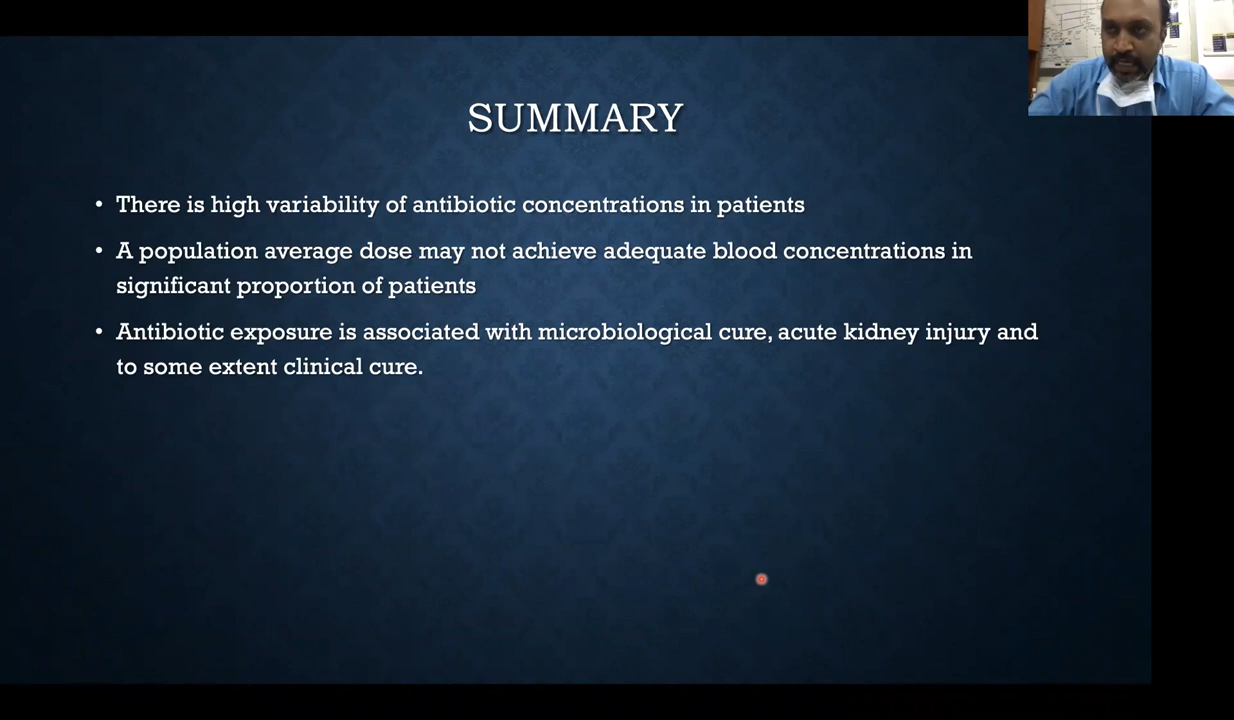 SUMMARY
• There is high variability of antibiotic concentrations in patients
• A population average dose may not achieve adequate blood concentrations in
significant proportion of patients
• Antibiotic exposure is associated with microbiological cure, acute kidney injury and
to some extent clinical cure.